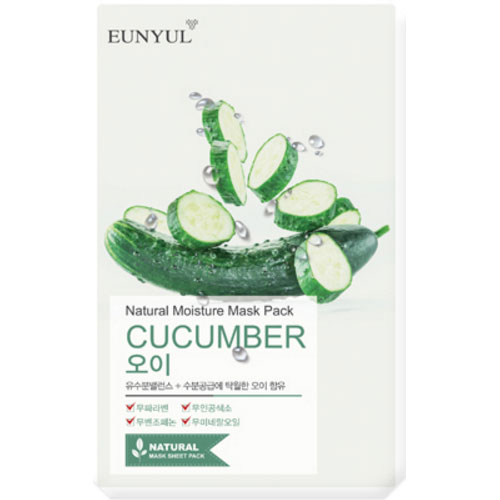 EUNYUL
Natural Moisture Mask Pack
CUCUMBER
오이
유수분밸런스 + 수분공급에 탁월한 오이 함유
무파라벤 무인공색소
무벤조페논 무미네랄오일
NATURAL
MASK SHEET PACK